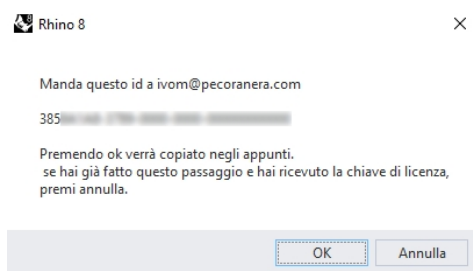 Rhino 8
Manda questo id a ivom@pecoranera.com
385
Premendo ok verrà copiato negli appunti.
se hai già fatto questo passaggio e hai ricevuto la chiave di licenza,
premi annulla.
OK
Annulla